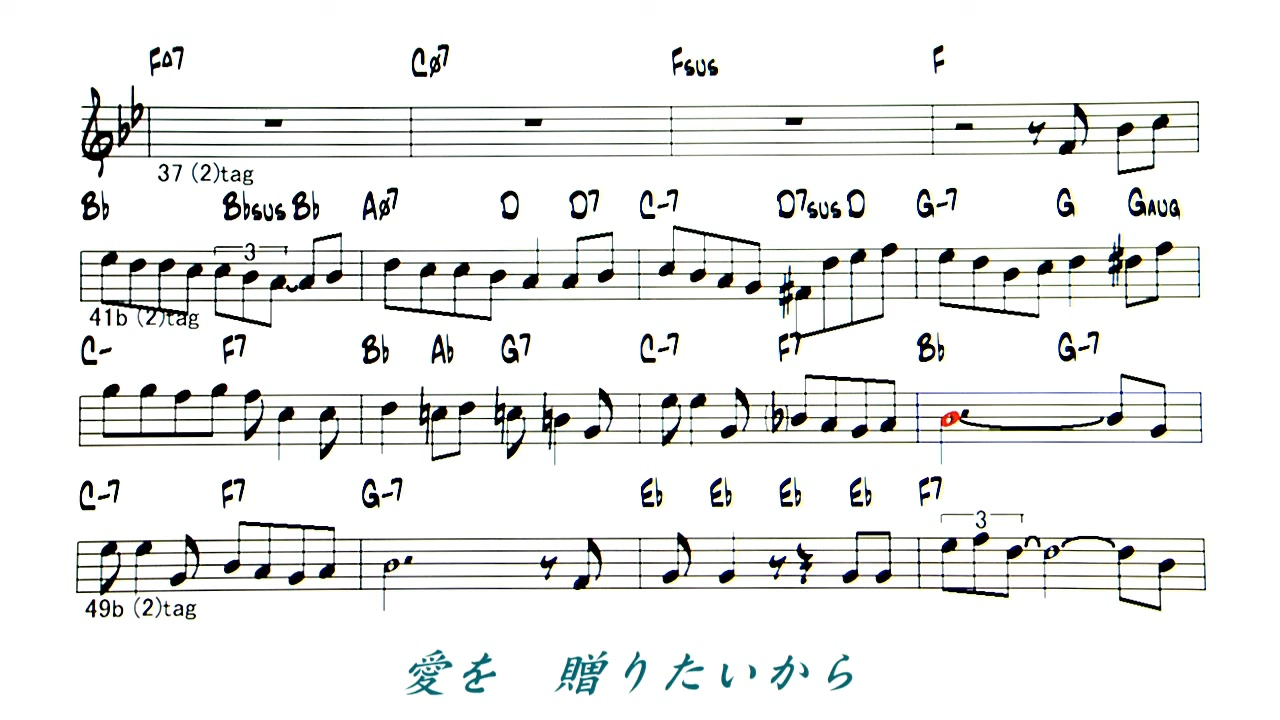 F△7 Cø7 Fsus F
37 (2)tag
Bb Bbsus Bb Aø7 D D7 C-7 D7sus D G-7 G Gaug
3
41b (2)tag
C- F7 Bb Ab G7 C-7 F7 Bb G-7
C-7 F7 G-7 Eb Eb Eb Eb F7
3
49b (2)tag
愛を 贈りたいから